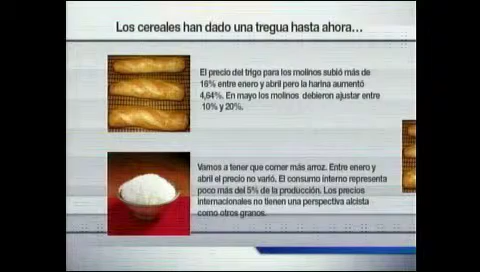 Los cereales han dado una tregua hasta ahora…
El precio del trigo para los molinos subió más de
16% entre enero y abril pero la harina aumentó
4,64%. En mayo los molinos debieron ajustar entre
10% y 20%.
Vamos a tener que comer más arroz. Entre enero y
abril el precio no varió. El consumo interno representa
poco más del 5% de la producción. Los precios
internacionales no tienen una perspectiva alcista
como otros granos.